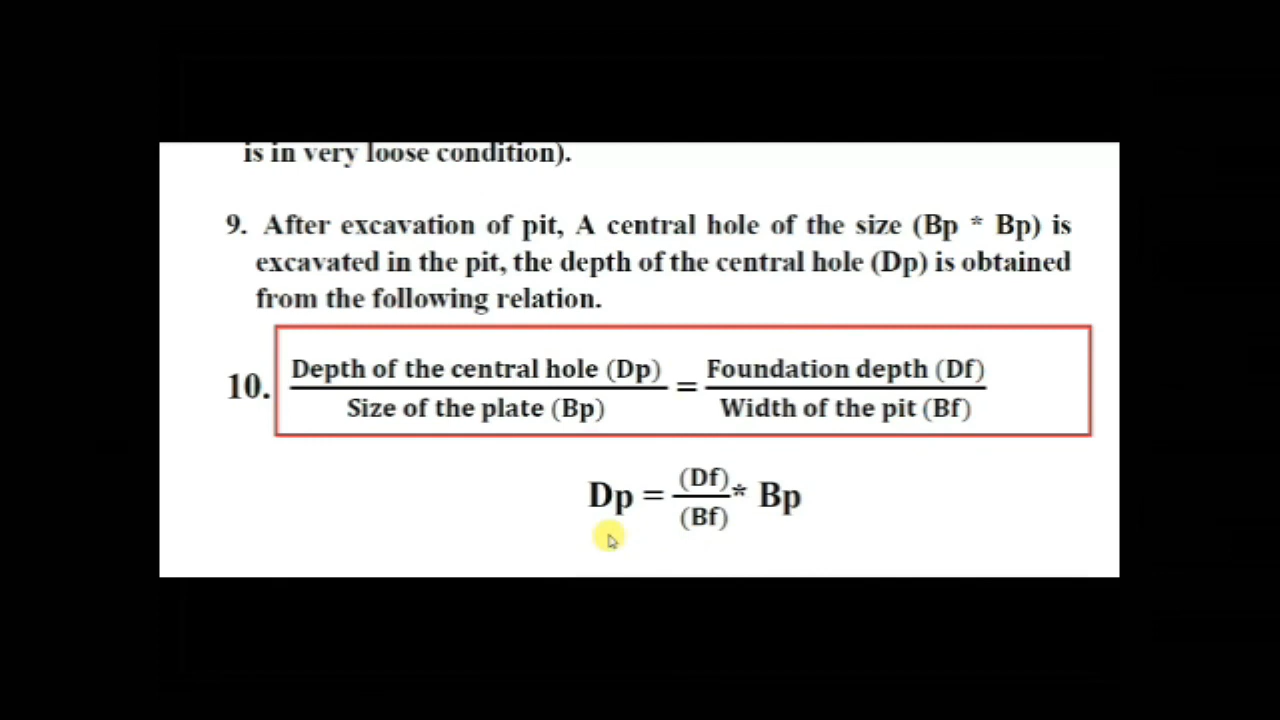 is in very loose condition).
9. After excavation of pit, A central hole of the size (Bp * Bp) is
excavated in the pit, the depth of the central hole (Dp) is obtained
from the following relation.
10. Depth of the central hole (Dp) / Size of the plate (Bp) = Foundation depth (Df) / Width of the pit (Bf)
Dp = (Df) / (Bf) * Bp